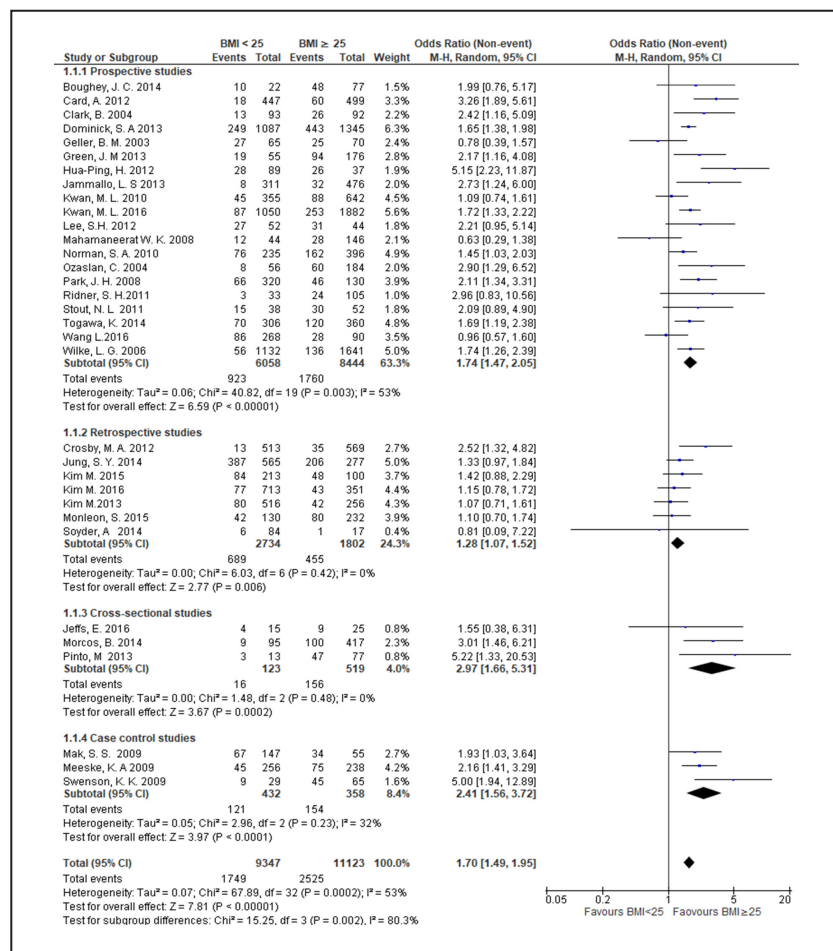 BMI < 25 BMI ≥ 25 Odds Ratio (Non-event) Odds Ratio (Non-event)
Study or Subgroup Events Total Events Total Weight M-H, Random, 95% CI M-H, Random, 95% CI
1.1.1 Prospective studies
Boughey, J. C. 2014 10 22 48 77 1.5% 1.99 [0.76, 5.17]
Card, A. 2012 18 447 60 499 3.3% 3.26 [1.89, 5.61]
Clark, B. 2004 13 93 26 92 2.2% 2.42 [1.16, 5.09]
Dominick, S. A 2013 249 1087 443 1345 6.0% 1.65 [1.38, 1.98]
Geller, B. M. 2003 27 65 25 70 2.3% 0.78 [0.39, 1.57]
Green, J. M 2013 19 55 94 176 2.6% 2.17 [1.16, 4.08]
Hua-Ping, H. 2012 28 89 26 37 1.9% 5.15 [2.23, 11.87]
Jammallo, L. S 2013 8 311 32 476 2.0% 2.73 [1.24, 6.00]
Kwan, M. L. 2010 45 355 88 642 4.2% 1.09 [0.74, 1.61]
Kwan, M. L. 2016 87 1050 253 1882 5.4% 1.72 [1.33, 2.22]
Lee, S.H. 2012 27 52 31 44 1.8% 2.21 [0.95, 5.14]
Mahamaneerat W. K. 2008 12 44 28 146 2.0% 0.63 [0.29, 1.38]
Norman, S. A. 2010 76 235 162 396 4.6% 1.45 [1.03, 2.03]
Ozaslan, C. 2004 8 56 60 184 2.0% 2.90 [1.29, 6.52]
Park, J. H. 2008 66 320 46 130 3.8% 2.11 [1.34, 3.31]
Ridner, S. H.2011 3 33 24 105 0.9% 2.96 [0.83, 10.56]
Stout, N. L 2011 15 38 30 52 1.8% 2.09 [0.89, 4.90]
Togawa, K. 2014 70 306 120 360 4.6% 1.69 [1.19, 2.38]
Wang L.2016 86 268 28 90 3.4% 0.96 [0.57, 1.60]
Wilke, L. G. 2006 56 1132 136 1641 5.0% 1.74 [1.26, 2.39]
Subtotal (95% CI) 6058 8444 63.3% 1.74 [1.47, 2.05]
Total events 923 1760
Heterogeneity: Tau² = 0.06; Chi² = 40.82, df = 19 (P = 0.003); I² = 53%
Test for overall effect: Z = 6.59 (P < 0.00001)
1.1.2 Retrospective studies
Crosby, M. A. 2012 13 513 35 569 2.7% 2.52 [1.32, 4.82]
Jung, S. Y. 2014 387 565 206 277 5.0% 1.33 [0.97, 1.84]
Kim M. 2015 84 213 48 100 3.7% 1.42 [0.88, 2.29]
Kim M. 2016 77 713 43 351 4.3% 1.15 [0.78, 1.72]
Kim M.2013 80 516 42 256 4.2% 1.07 [0.71, 1.61]
Monleon, S. 2015 42 130 80 232 3.9% 1.10 [0.70, 1.74]
Soyder, A 2014 6 84 1 17 0.4% 0.81 [0.09, 7.22]
Subtotal (95% CI) 2734 1802 24.3% 1.28 [1.07, 1.52]
Total events 689 455
Heterogeneity: Tau² = 0.00; Chi² = 6.03, df = 6 (P = 0.42); I² = 0%
Test for overall effect: Z = 2.77 (P = 0.006)
1.1.3 Cross-sectional studies
Jeffs, E. 2016 4 15 9 25 0.8% 1.55 [0.38, 6.31]
Morcos, B. 2014 9 95 100 417 2.3% 3.01 [1.46, 6.21]
Pinto, M 2013 3 13 47 77 0.8% 5.22 [1.33, 20.53]
Subtotal (95% CI) 123 519 4.0% 2.97 [1.66, 5.31]
Total events 16 156
Heterogeneity: Tau² = 0.00; Chi² = 1.48, df = 2 (P = 0.48); I² = 0%
Test for overall effect: Z = 3.67 (P = 0.0002)
1.1.4 Case control studies
Mak, S. S. 2009 67 147 34 55 2.7% 1.93 [1.03, 3.64]
Meeske, K. A 2009 45 256 75 238 4.2% 2.16 [1.41, 3.29]
Swenson, K. K. 2009 9 29 45 65 1.6% 5.00 [1.94, 12.89]
Subtotal (95% CI) 432 358 8.4% 2.41 [1.56, 3.72]
Total events 121 154
Heterogeneity: Tau² = 0.05; Chi² = 2.96, df = 2 (P = 0.23); I² = 32%
Test for overall effect: Z = 3.97 (P < 0.0001)
Total (95% CI) 9347 11123 100.0% 1.70 [1.49, 1.95]
Total events 1749 2525
Heterogeneity: Tau² = 0.07; Chi² = 67.89, df = 32 (P = 0.0002); I² = 53%
Test for overall effect: Z = 7.81 (P < 0.00001)
Test for subgroup differences: Chi² = 15.25, df = 3 (P = 0.002), I² = 80.3%
0.05 0.2 1 5 20
Favours BMI<25 Faovours BMI≥25